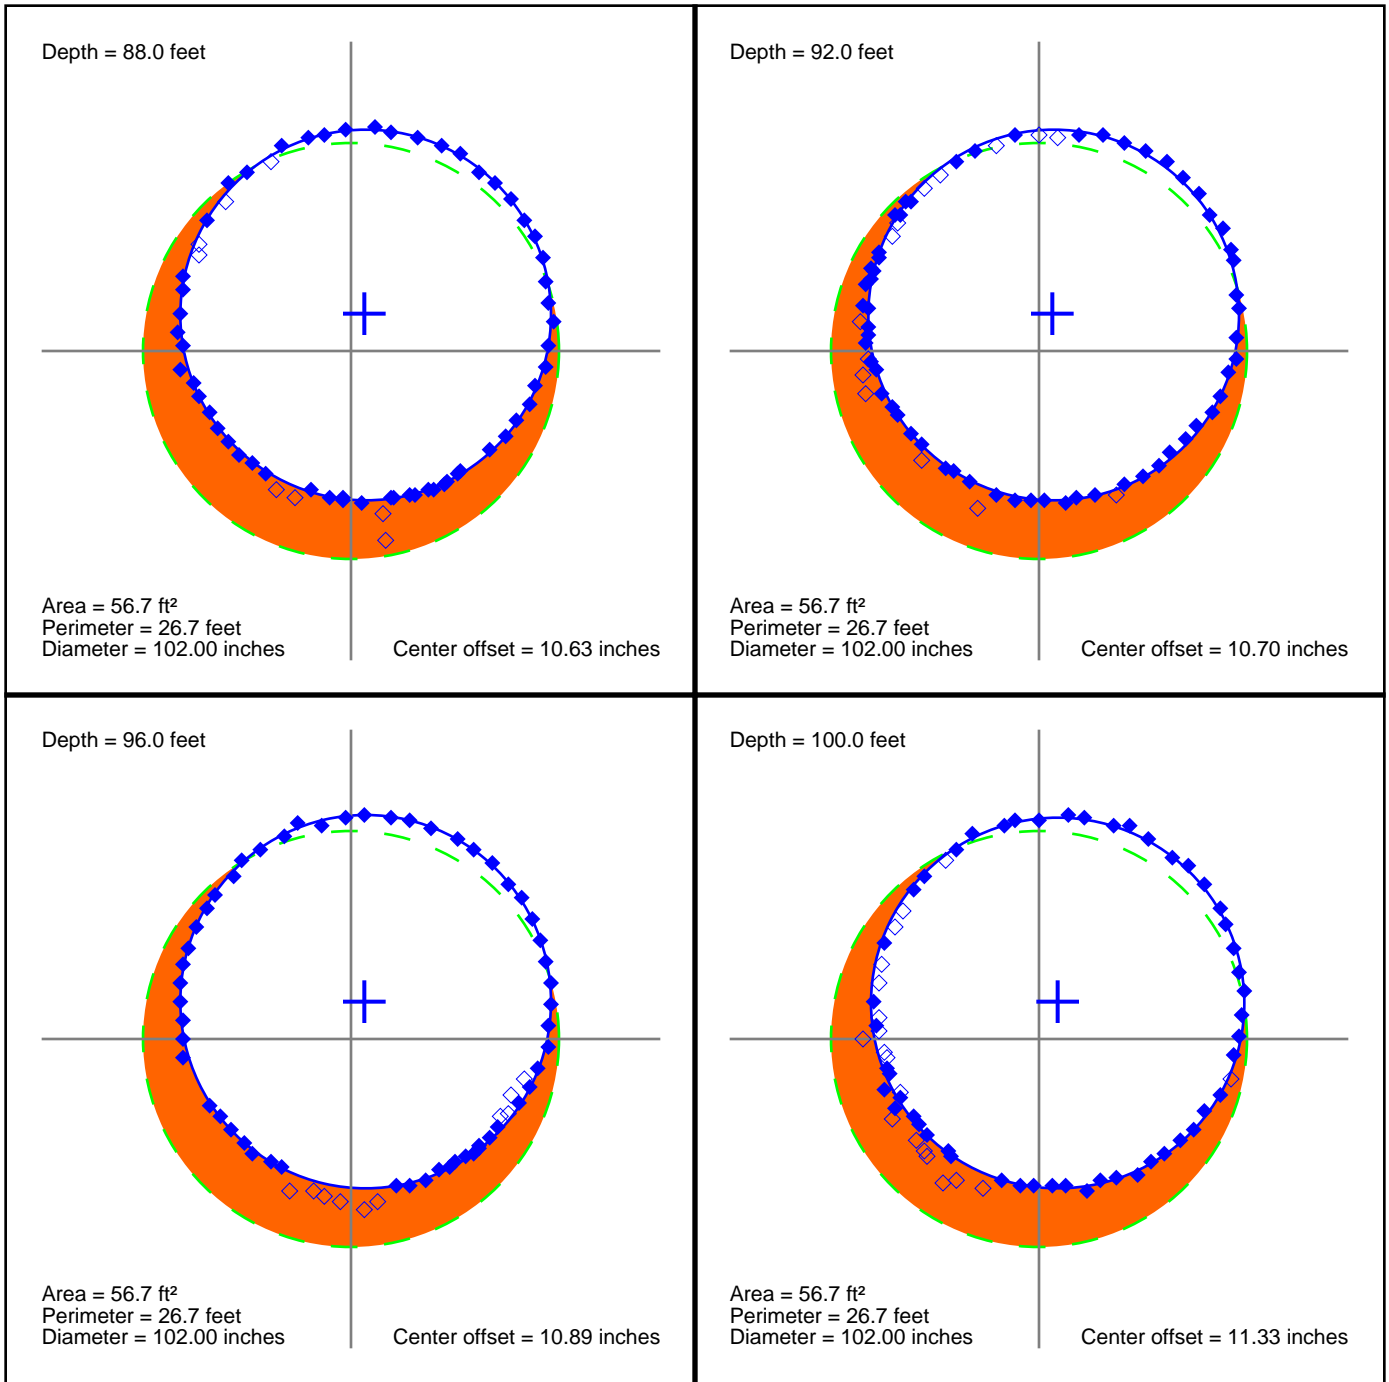 Depth = 88.0 feet
Area = 56.7 ft²
Perimeter = 26.7 feet
Diameter = 102.00 inches
Center offset = 10.63 inches
Depth = 92.0 feet
Area = 56.7 ft²
Perimeter = 26.7 feet
Diameter = 102.00 inches
Center offset = 10.70 inches
Depth = 96.0 feet
Area = 56.7 ft²
Perimeter = 26.7 feet
Diameter = 102.00 inches
Center offset = 10.89 inches
Depth = 100.0 feet
Area = 56.7 ft²
Perimeter = 26.7 feet
Diameter = 102.00 inches
Center offset = 11.33 inches